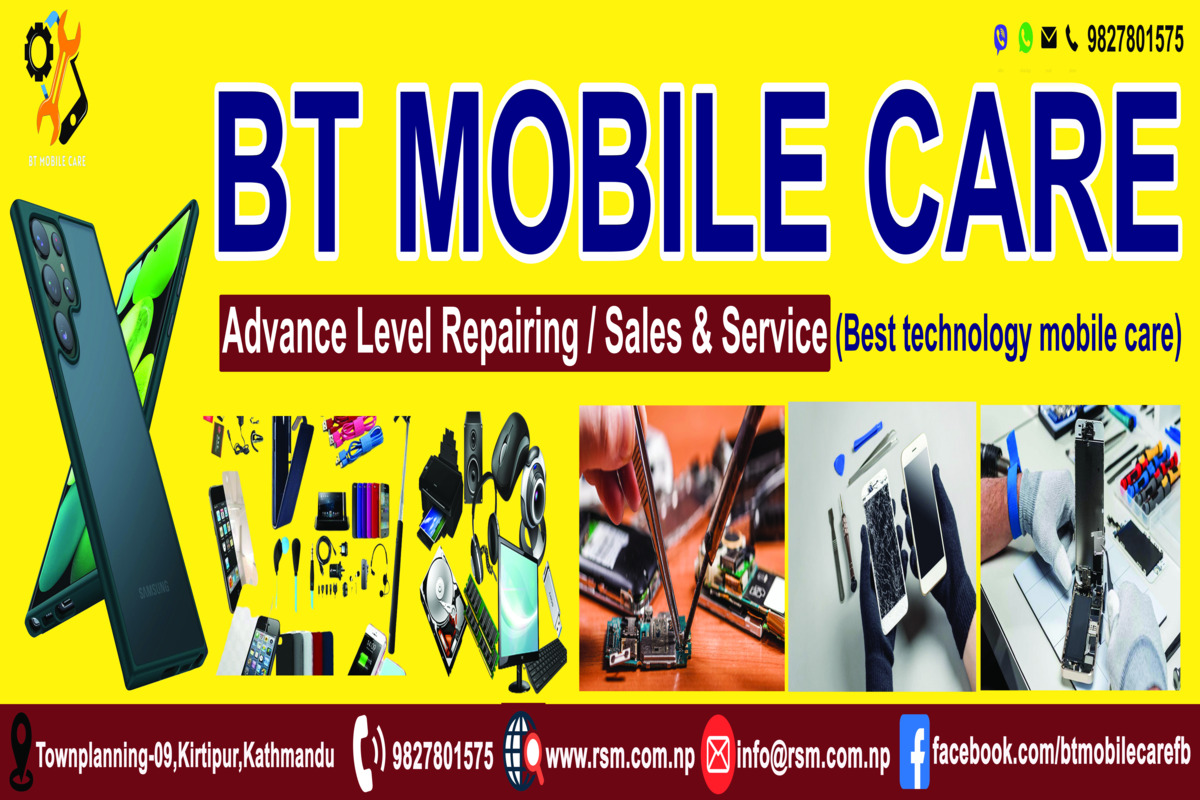 9827801575
BT MOBILE CARE
BT MOBILE CARE
Advance Level Repairing / Sales & Service (Best technology mobile care)
SAMSUNG
Townplanning-09,Kirtipur,Kathmandu
9827801575
www.rsm.com.np
info@rsm.com.np
facebook.com/btmobilecarefb